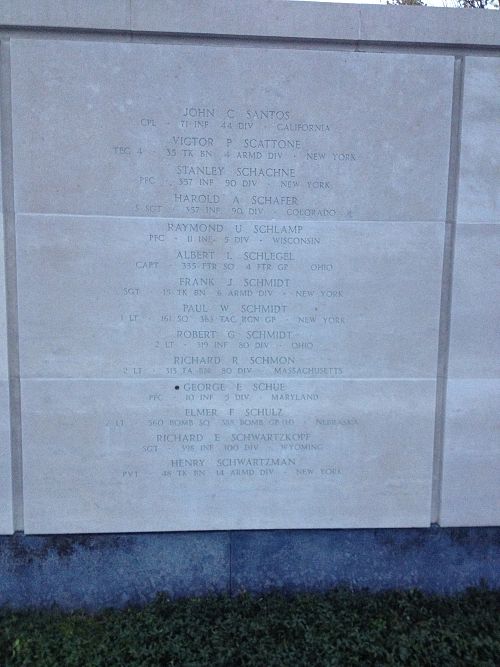 JOHN C SANTOS
CPL - 71 INF 44 DIV - CALIFORNIA
VICTOR P SCATTONE
TEC 4 - 35 TK BN 4 ARMD DIV - NEW YORK
STANLEY SCHACHNE
PFC - 357 INF 90 DIV - NEW YORK
HAROLD A SCHAFER
S SGT - 357 INF 90 DIV - COLORADO
RAYMOND U SCHLAMP
PFC - 11 INF 5 DIV - WISCONSIN
ALBERT L SCHLEGEL
CAPT - 335 FTR SQ 4 FTR GP - OHIO
FRANK J SCHMIDT
SGT - 15 TK BN 6 ARMD DIV - NEW YORK
PAUL W SCHMIDT
1 LT - 161 SQ 363 TAC RCN GP - NEW YORK
ROBERT G SCHMIDT
2 LT - 319 INF 80 DIV - OHIO
RICHARD R SCHMON
2 LT - 315 FA BN 80 DIV - MASSACHUSETTS
GEORGE E SCHUE
PFC - 10 INF 5 DIV - MARYLAND
ELMER F SCHULZ
2 LT - 560 BOMB SQ 388 BOMB GP (H) - NEBRASKA
RICHARD E SCHWARTZKOPF
SGT - 398 INF 100 DIV - WYOMING
HENRY SCHWARTZMAN
PVT - 48 TK BN 14 ARMD DIV - NEW YORK